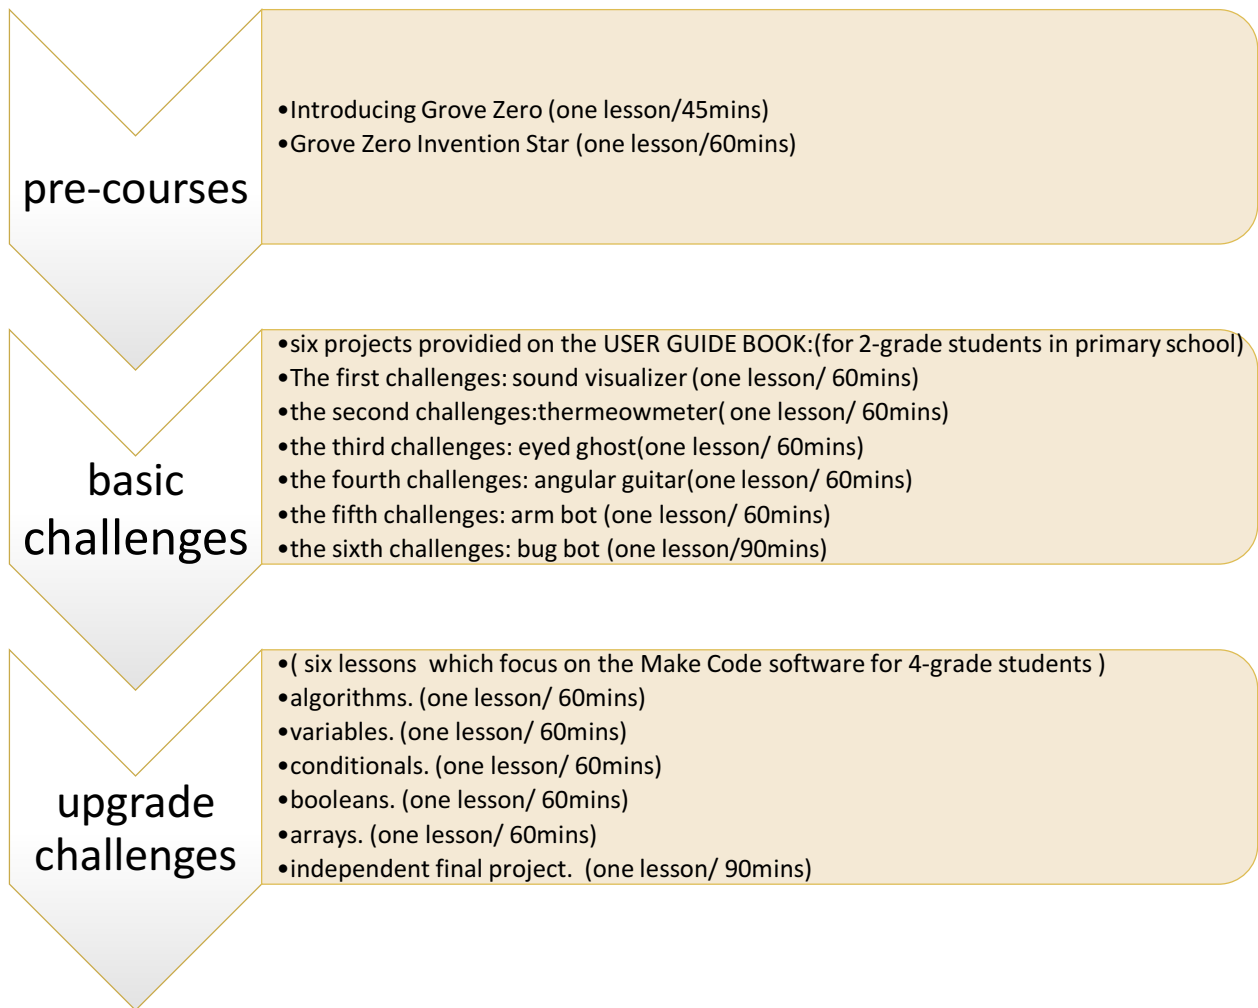 pre-courses
•Introducing Grove Zero (one lesson/45mins)
•Grove Zero Invention Star (one lesson/60mins)
basic
challenges
•six projects providied on the USER GUIDE BOOK:(for 2-grade students in primary school)
•The first challenges: sound visualizer (one lesson/ 60mins)
•the second challenges:thermeowmeter( one lesson/ 60mins)
•the third challenges: eyed ghost(one lesson/ 60mins)
•the fourth challenges: angular guitar(one lesson/ 60mins)
•the fifth challenges: arm bot (one lesson/ 60mins)
•the sixth challenges: bug bot (one lesson/90mins)
upgrade
challenges
•( six lessons  which focus on the Make Code software for 4-grade students )
•algorithms. (one lesson/ 60mins)
•variables. (one lesson/ 60mins)
•conditionals. (one lesson/ 60mins)
•booleans. (one lesson/ 60mins)
•arrays. (one lesson/ 60mins)
•independent final project.  (one lesson/ 90mins)